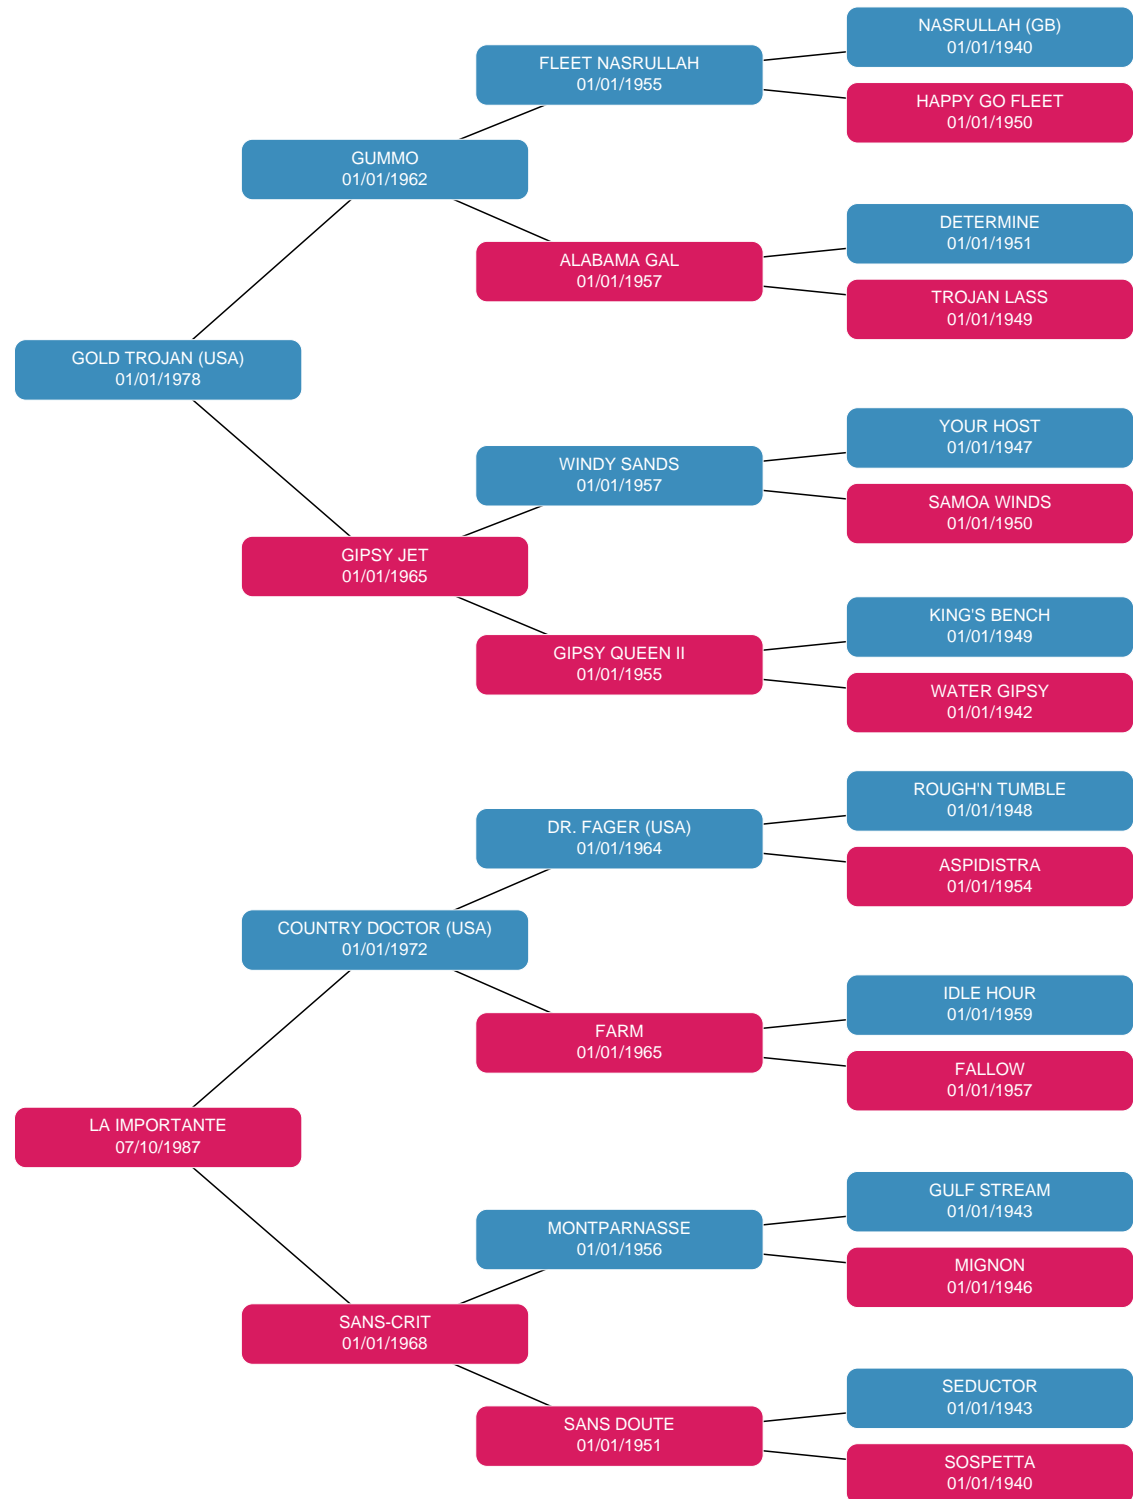 NASRULLAH (GB)
01/01/1940
FLEET NASRULLAH
01/01/1955
HAPPY GO FLEET
01/01/1950
GUMMO
01/01/1962
DETERMINE
01/01/1951
ALABAMA GAL
01/01/1957
TROJAN LASS
01/01/1949
GOLD TROJAN (USA)
01/01/1978
YOUR HOST
01/01/1947
WINDY SANDS
01/01/1957
SAMOA WINDS
01/01/1950
GIPSY JET
01/01/1965
KING'S BENCH
01/01/1949
GIPSY QUEEN II
01/01/1955
WATER GIPSY
01/01/1942
ROUGH'N TUMBLE
01/01/1948
DR. FAGER (USA)
01/01/1964
ASPIDISTRA
01/01/1954
COUNTRY DOCTOR (USA)
01/01/1972
IDLE HOUR
01/01/1959
FARM
01/01/1965
FALLOW
01/01/1957
LA IMPORTANTE
07/10/1987
GULF STREAM
01/01/1943
MONTPARNASSE
01/01/1956
MIGNON
01/01/1946
SANS-CRIT
01/01/1968
SEDUCTOR
01/01/1943
SANS DOUTE
01/01/1951
SOSPETTA
01/01/1940